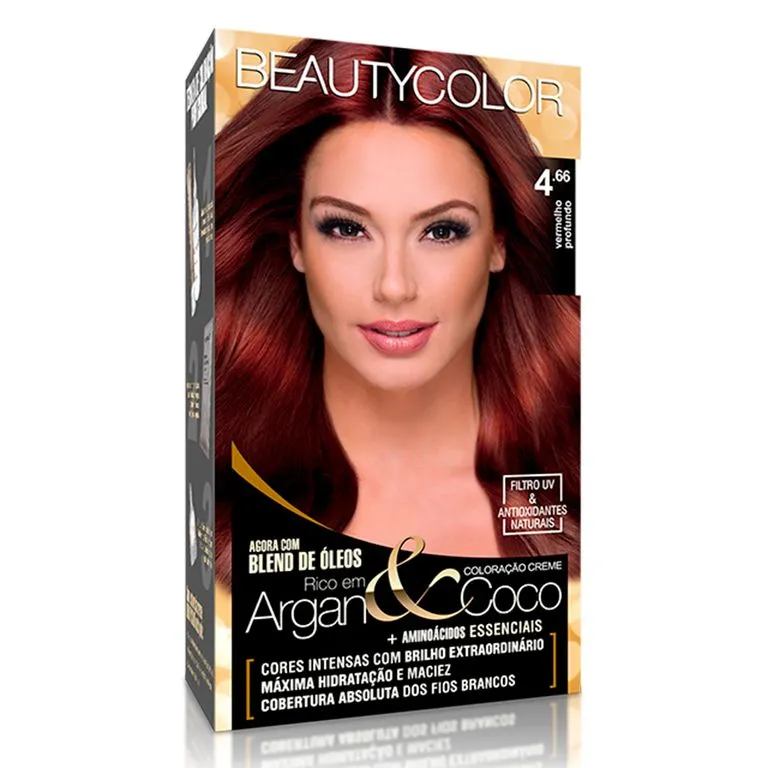 BEAUTYCOLOR
4.66
vermelho
profundo
FILTRO UV
&
ANTIOXIDANTES
NATURAIS
AGORA COM
BLEND DE ÓLEOS
COLORAÇÃO CREME
Rico em
Argan & Coco
+ AMINOÁCIDOS ESSENCIAIS
CORES INTENSAS COM BRILHO EXTRAORDINÁRIO
MÁXIMA HIDRATAÇÃO E MACIEZ
COBERTURA ABSOLUTA DOS FIOS BRANCOS